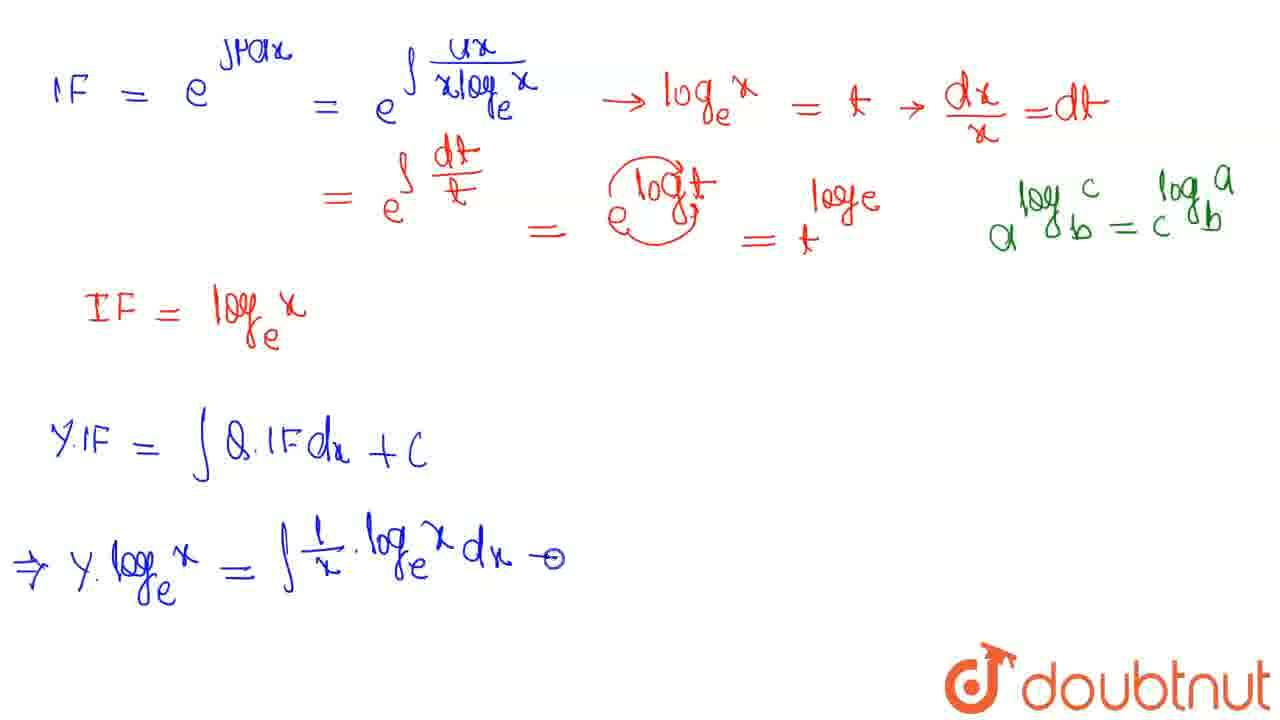 IF = e^∫Pdx = e^∫dx/(x log_e x) → log_e x = t → dx/x = dt
= e^∫dt/t = e^log t = t^log e a^log_b c = c^log_b a
IF = log_e x
Y.IF = ∫Q.IF dx + C
⇒ Y.log_e x = ∫1/x . log_e x dx →
doubtnut